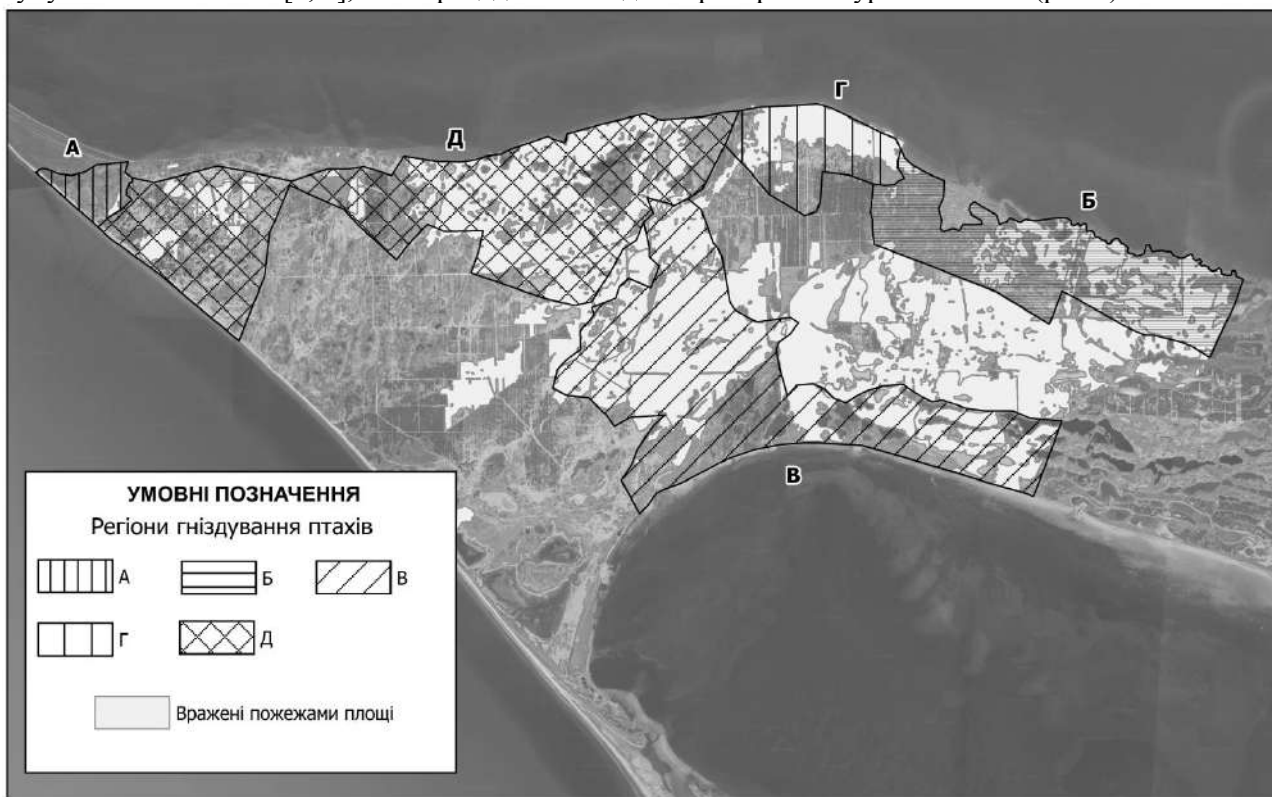 А
Д
Г
Б
В
УМОВНІ ПОЗНАЧЕННЯ
Регіони гніздування птахів
А Б В
Г Д
Вражені пожежами площі